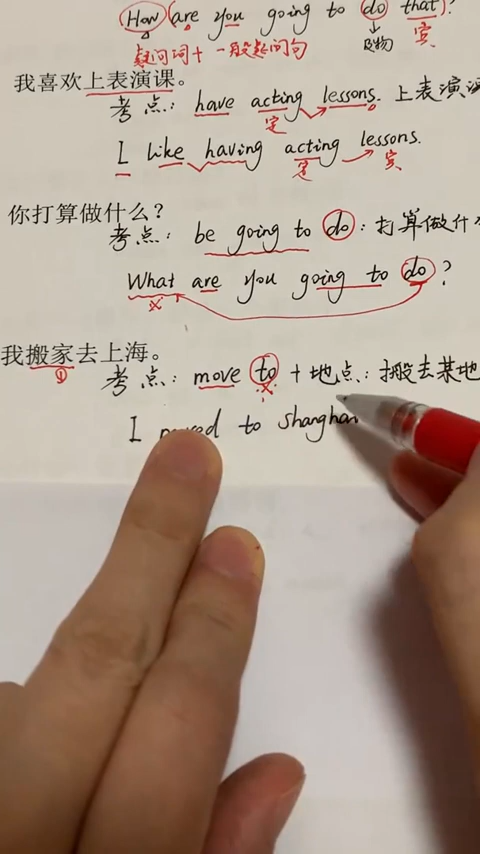 How are you going to do that?
疑问词+一般疑问句 宾
我喜欢上表演课。
考点: have acting lessons. 上表演
定
I like having acting lessons.
定 宾
你打算做什么?
考点: be going to do: 打算做什
What are you going to do?
我搬家去上海。
①
考点: move to + 地点: 搬去某地
I to Shanghai